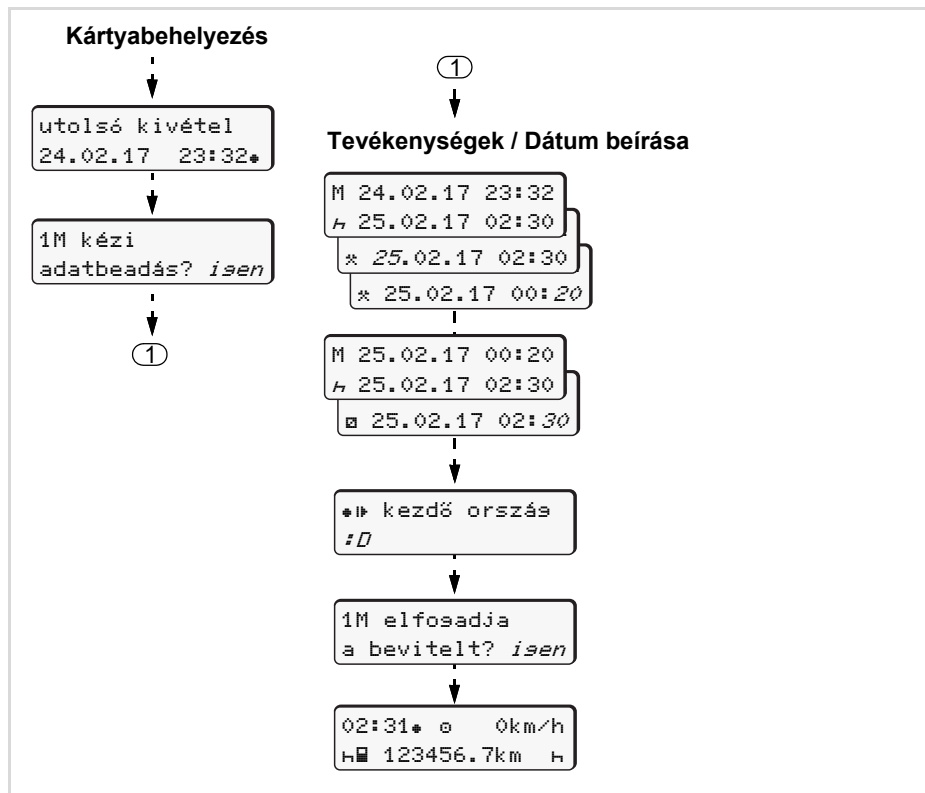 Kártyabehelyezés
utolsó kivétel
24.02.17 23:32
1M kézi
adatbeadás? igen
1
1
Tevékenységek / Dátum beírása
M 24.02.17 23:32
25.02.17 02:30
25.02.17 02:30
25.02.17 00:20
M 25.02.17 00:20
25.02.17 02:30
25.02.17 02:30
kezdő ország
:D
1M elfogadja
a bevitelt? igen
02:31 0km/h
123456.7km